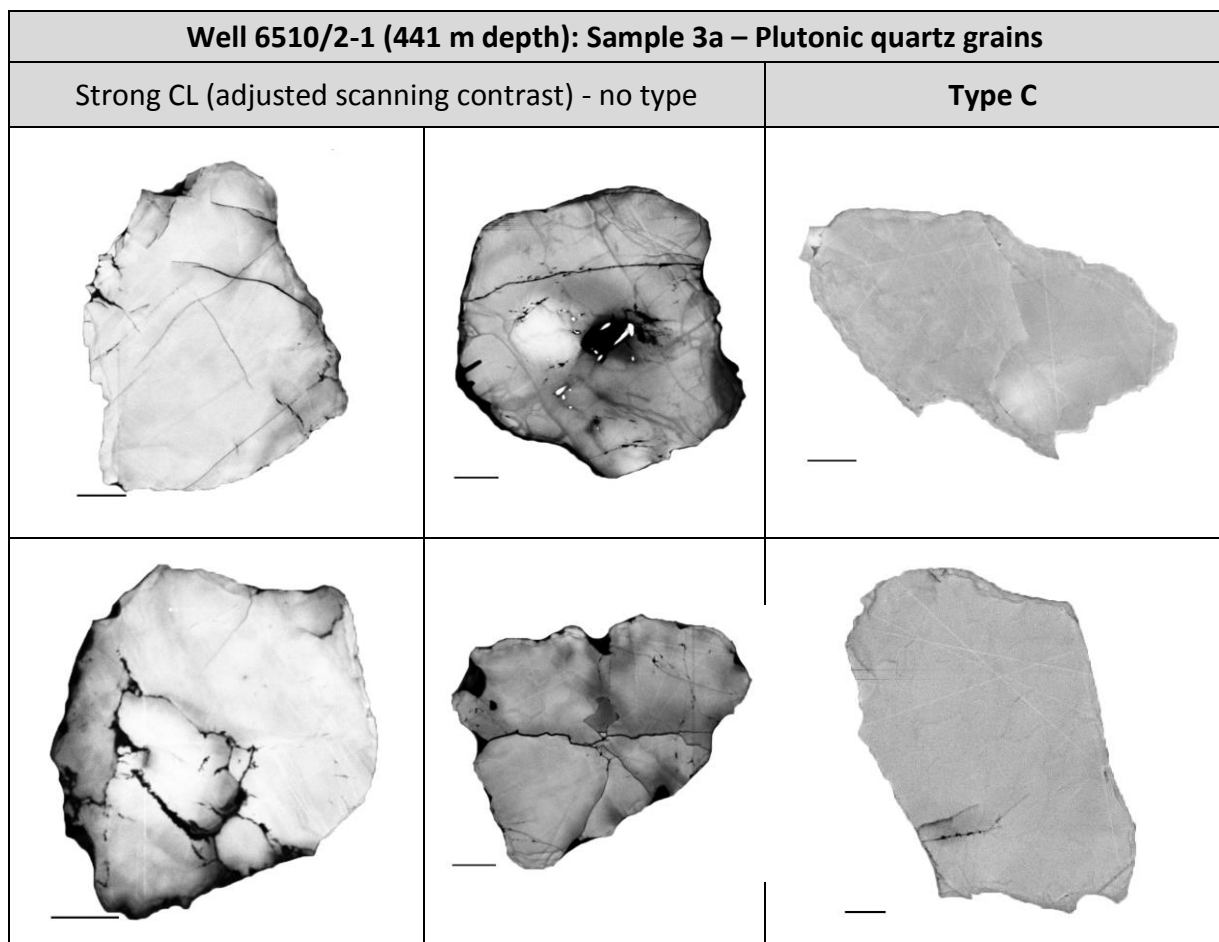 Well 6510/2-1 (441 m depth): Sample 3a – Plutonic quartz grains
Strong CL (adjusted scanning contrast) - no type
Type C